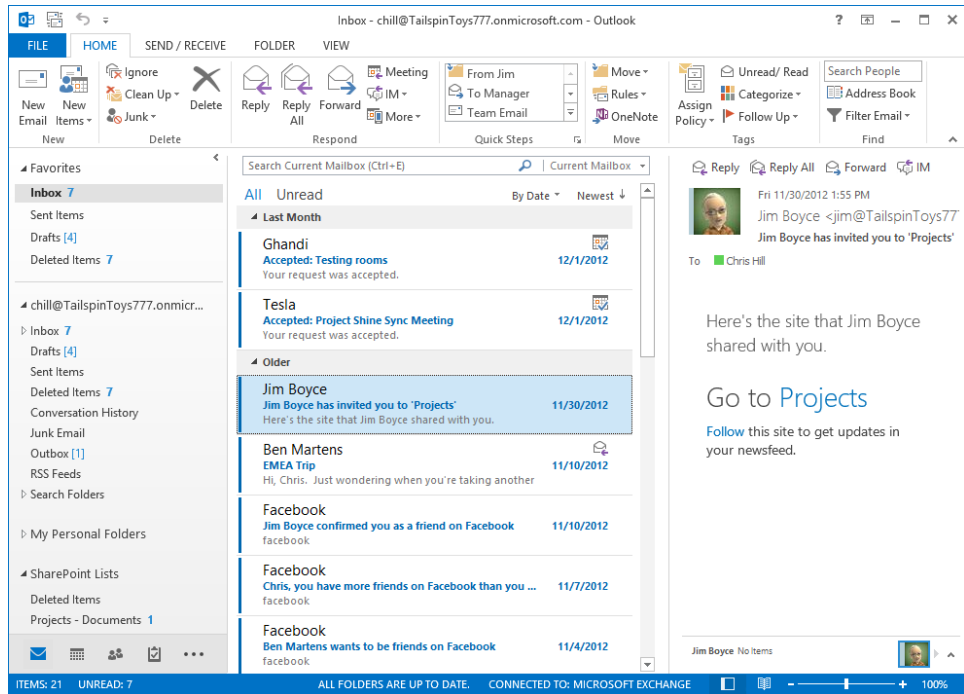 Inbox - chill@TailspinToys777.onmicrosoft.com - Outlook
FILE HOME SEND / RECEIVE FOLDER VIEW
New Email
New Items
Ignore
Clean Up
Junk
Delete
Reply
Reply All
Forward
Meeting
IM
More
From Jim
To Manager
Team Email
Move
Rules
OneNote
Assign Policy
Unread/ Read
Categorize
Follow Up
Search People
Address Book
Filter Email
New Delete Respond Quick Steps Move Tags Find
Favorites
Inbox 7
Sent Items
Drafts [4]
Deleted Items 7
chill@TailspinToys777.onmicr...
Inbox 7
Drafts [4]
Sent Items
Deleted Items 7
Conversation History
Junk Email
Outbox [1]
RSS Feeds
Search Folders
My Personal Folders
SharePoint Lists
Deleted Items
Projects - Documents 1
Search Current Mailbox (Ctrl+E) Current Mailbox
All Unread By Date Newest
Last Month
Ghandi
Accepted: Testing rooms 12/1/2012
Your request was accepted.
Tesla
Accepted: Project Shine Sync Meeting 12/1/2012
Your request was accepted.
Older
Jim Boyce
Jim Boyce has invited you to 'Projects' 11/30/2012
Here's the site that Jim Boyce shared with you.
Ben Martens
EMEA Trip 11/10/2012
Hi, Chris. Just wondering when you're taking another
Facebook
Jim Boyce confirmed you as a friend on Facebook 11/10/2012
facebook
Facebook
Chris, you have more friends on Facebook than you ... 11/7/2012
facebook
Facebook
Ben Martens wants to be friends on Facebook 11/4/2012
facebook
Reply Reply All Forward IM
Fri 11/30/2012 1:55 PM
Jim Boyce <jim@TailspinToys77
Jim Boyce has invited you to 'Projects'
To Chris Hill
Here's the site that Jim Boyce
shared with you.
Go to Projects
Follow this site to get updates in
your newsfeed.
Jim Boyce No Items
ITEMS: 21 UNREAD: 7 ALL FOLDERS ARE UP TO DATE. CONNECTED TO: MICROSOFT EXCHANGE 100%